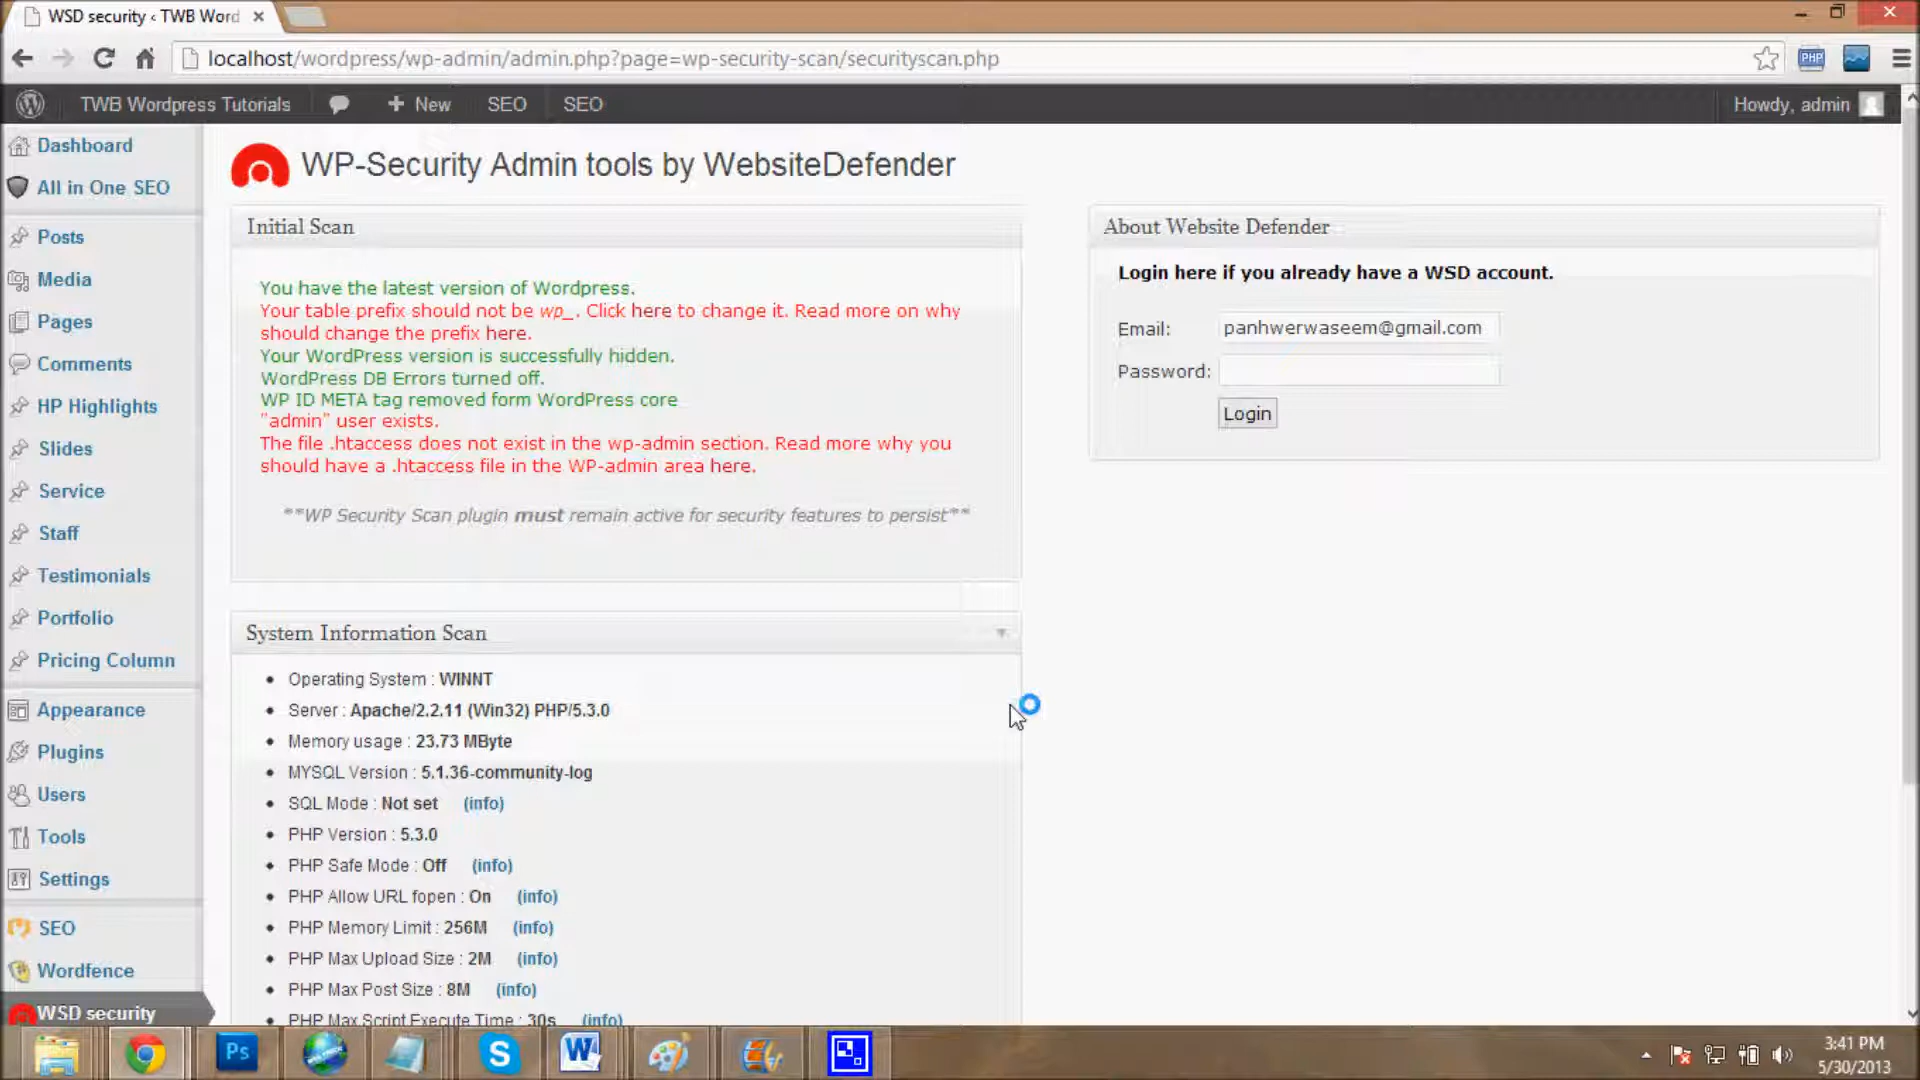 WSD security ‹ TWB Word
localhost/wordpress/wp-admin/admin.php?page=wp-security-scan/securityscan.php
PHP
TWB Wordpress Tutorials
+ New
SEO
SEO
Howdy, admin
Dashboard
All in One SEO
Posts
Media
Pages
Comments
HP Highlights
Slides
Service
Staff
Testimonials
Portfolio
Pricing Column
Appearance
Plugins
Users
Tools
Settings
SEO
Wordfence
WSD security
WP-Security Admin tools by WebsiteDefender
Initial Scan
You have the latest version of Wordpress.
Your table prefix should not be wp_. Click here to change it. Read more on why
should change the prefix here.
Your WordPress version is successfully hidden.
WordPress DB Errors turned off.
WP ID META tag removed form WordPress core
"admin" user exists.
The file .htaccess does not exist in the wp-admin section. Read more why you
should have a .htaccess file in the WP-admin area here.
**WP Security Scan plugin must remain active for security features to persist**
System Information Scan
Operating System : WINNT
Server : Apache/2.2.11 (Win32) PHP/5.3.0
Memory usage : 23.73 MByte
MYSQL Version : 5.1.36-community-log
SQL Mode : Not set (info)
PHP Version : 5.3.0
PHP Safe Mode : Off (info)
PHP Allow URL fopen : On (info)
PHP Memory Limit : 256M (info)
PHP Max Upload Size : 2M (info)
PHP Max Post Size : 8M (info)
PHP Max Script Execute Time : 30s (info)
About Website Defender
Login here if you already have a WSD account.
Email: panhwerwaseem@gmail.com
Password:
Login
Ps
S
W
3:41 PM
5/30/2013